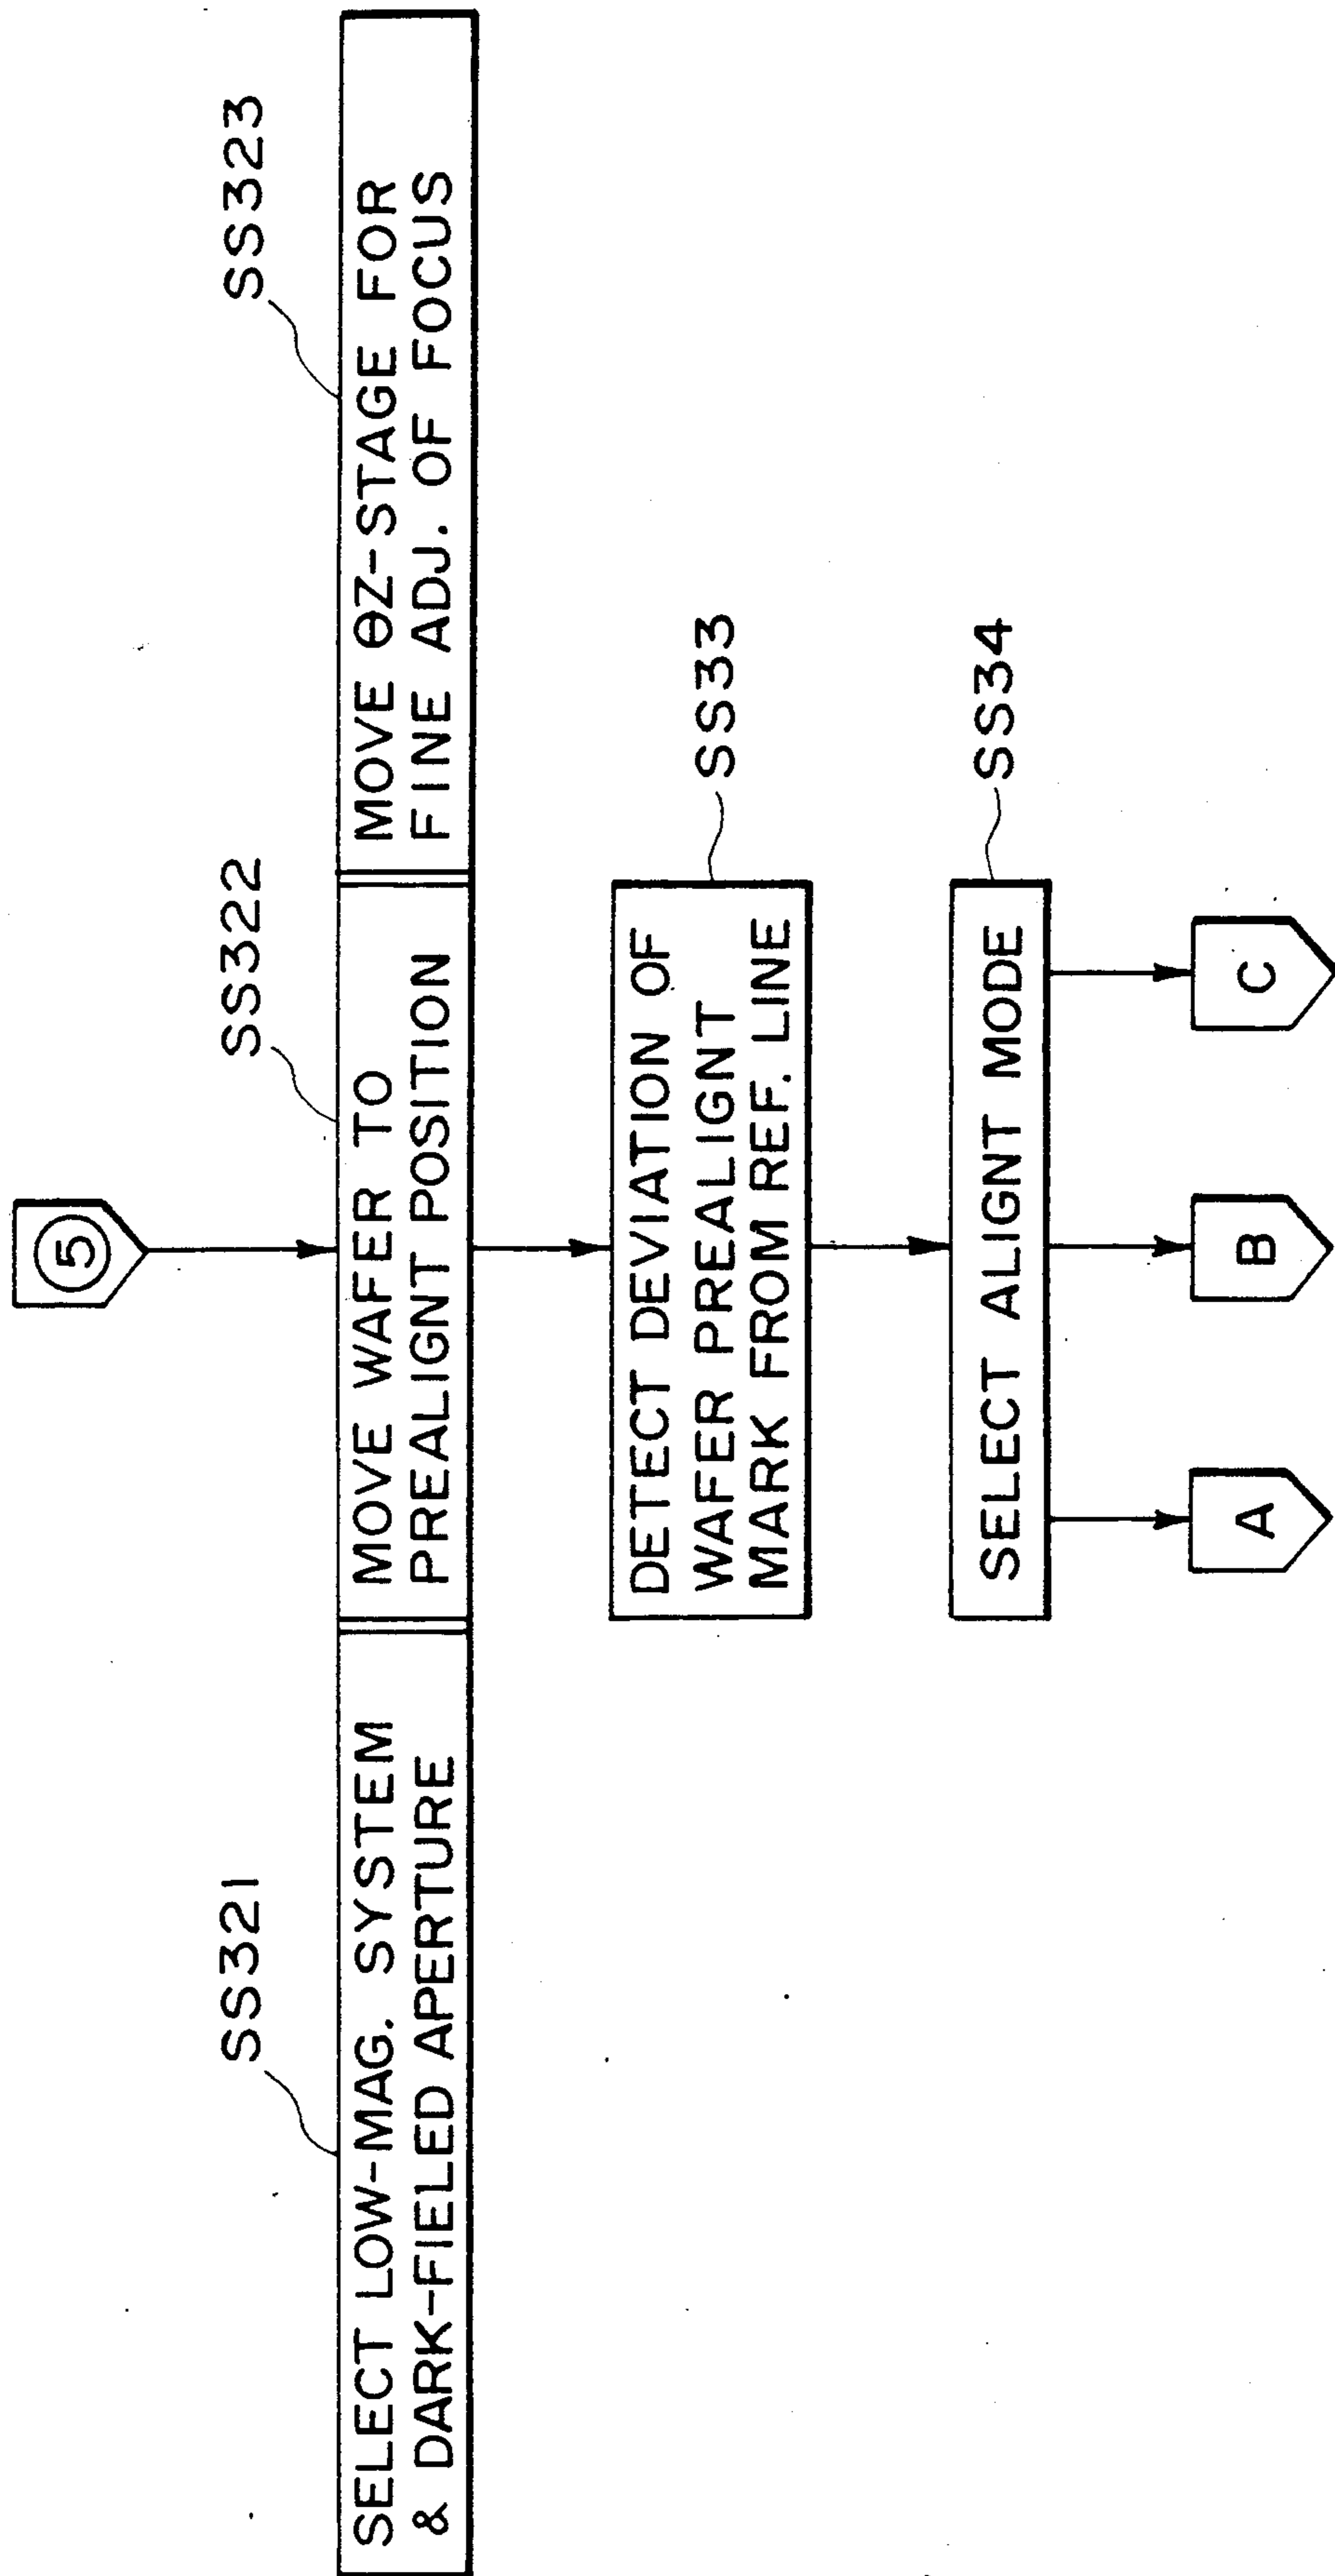 5
SS321
SELECT LOW-MAG. SYSTEM
& DARK-FIELED APERTURE
SS322
MOVE WAFER TO
PREALIGNT POSITION
SS323
MOVE θZ-STAGE FOR
FINE ADJ. OF FOCUS
SS33
DETECT DEVIATION OF
WAFER PREALIGNT
MARK FROM REF. LINE
SS34
SELECT ALIGNT MODE
A
B
C